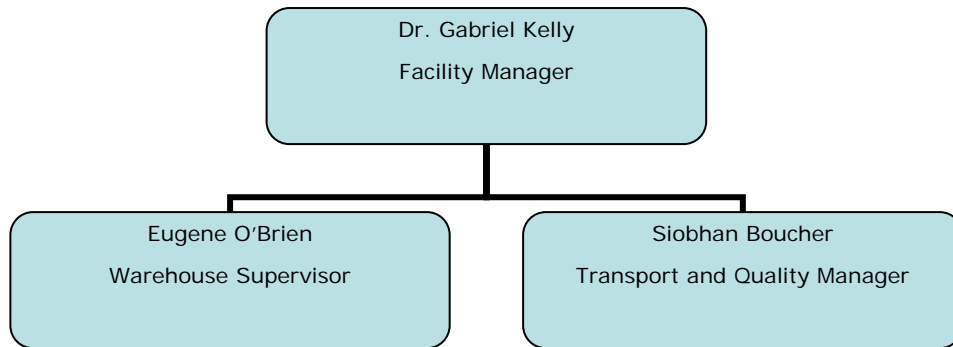 Dr. Gabriel Kelly
Facility Manager
Eugene O’Brien
Warehouse Supervisor
Siobhan Boucher
Transport and Quality Manager